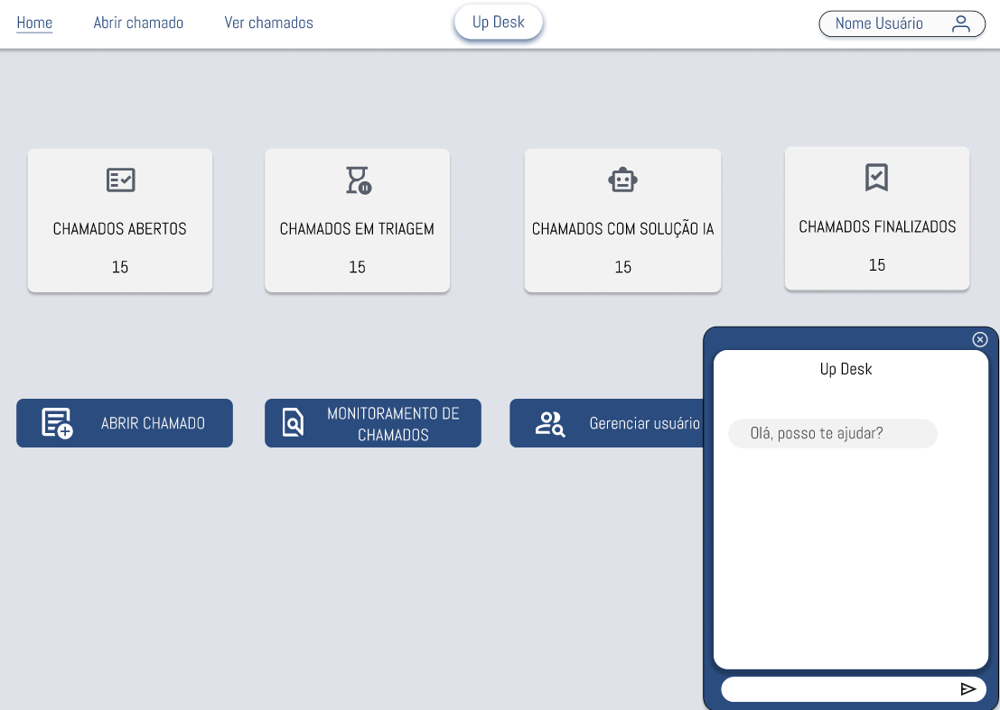 Home
Abrir chamado
Ver chamados
Up Desk
Nome Usuário
CHAMADOS ABERTOS
15
CHAMADOS EM TRIAGEM
15
CHAMADOS COM SOLUÇÃO IA
15
CHAMADOS FINALIZADOS
15
ABRIR CHAMADO
MONITORAMENTO DE
CHAMADOS
Gerenciar usuário
Up Desk
Olá, posso te ajudar?